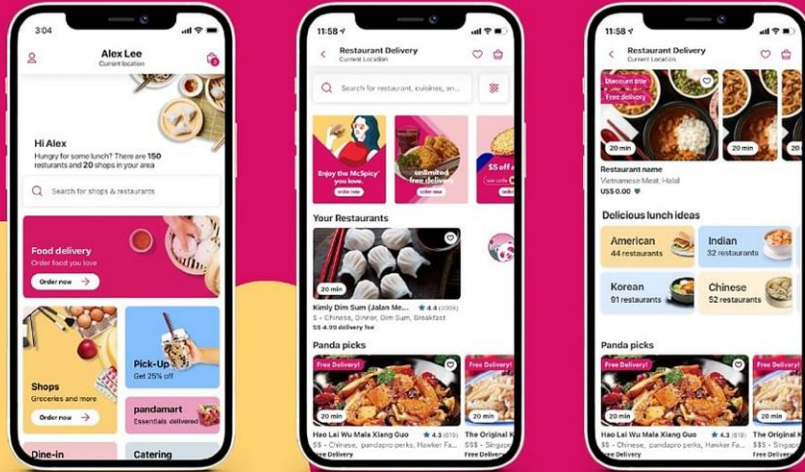 3:04
Alex Lee
Current location
Hi Alex
Hungry for some lunch? There are 150
resturants and 20 shops in your area
Search for shops & restaurants
Food delivery
Order food you love
Order now →
Shops
Groceries and more
Order now →
Pick-Up
Get 25% off
pandamart
Essentials delivered
Dine-in
Catering
11:58
Restaurant Delivery
Current Location
Search for restaurant, cuisines, an...
Enjoy the McSpicy
you love.
order now
unlimited
free delivery
order now
$5 off
Your Restaurants
20 min
Kimly Dim Sum (Jalan Me...
4.4
$ - Chinese, Dinner, Dim Sum, Breakfast
S$ 4.99 delivery fee
Panda picks
Free Delivery!
20 min
Free Delivery!
Hao Lai Wu Mala Xiang Guo
4.3
The Original
$$ - Chinese, pandapro perks, Hawker Fa...
Free Delivery
11:58
Restaurant Delivery
Current Location
Discount title
Free delivery
20 min
20 min
20
Restaurant name
Vietnamese Meat, Halal
US$ 0.00
Delicious lunch ideas
American
44 restaurants
Indian
32 restaurants
Korean
91 restaurants
Chinese
52 restaurants
Panda picks
Free Delivery!
20 min
Free Delivery!
Hao Lai Wu Mala Xiang Guo
4.3
The Original
$$ - Chinese, pandapro perks, Hawker Fa...
Free Delivery